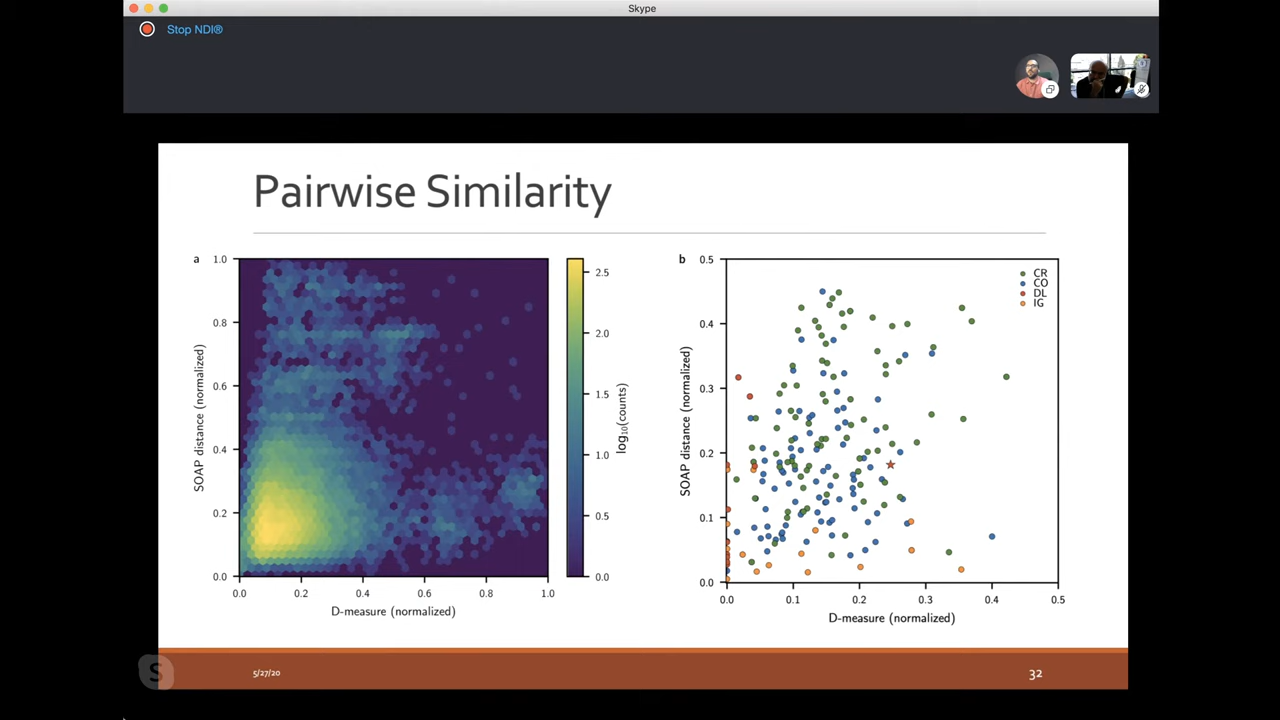 Skype
Stop NDI®
Pairwise Similarity
a
1.0
0.8
0.6
0.4
0.2
0.0
SOAP distance (normalized)
0.0 0.2 0.4 0.6 0.8 1.0
D-measure (normalized)
2.5
2.0
1.5
1.0
0.5
0.0
log10(counts)
b
0.5
0.4
0.3
0.2
0.1
0.0
SOAP distance (normalized)
CR
CO
DL
IG
0.0 0.1 0.2 0.3 0.4 0.5
D-measure (normalized)
S
5/27/20
32